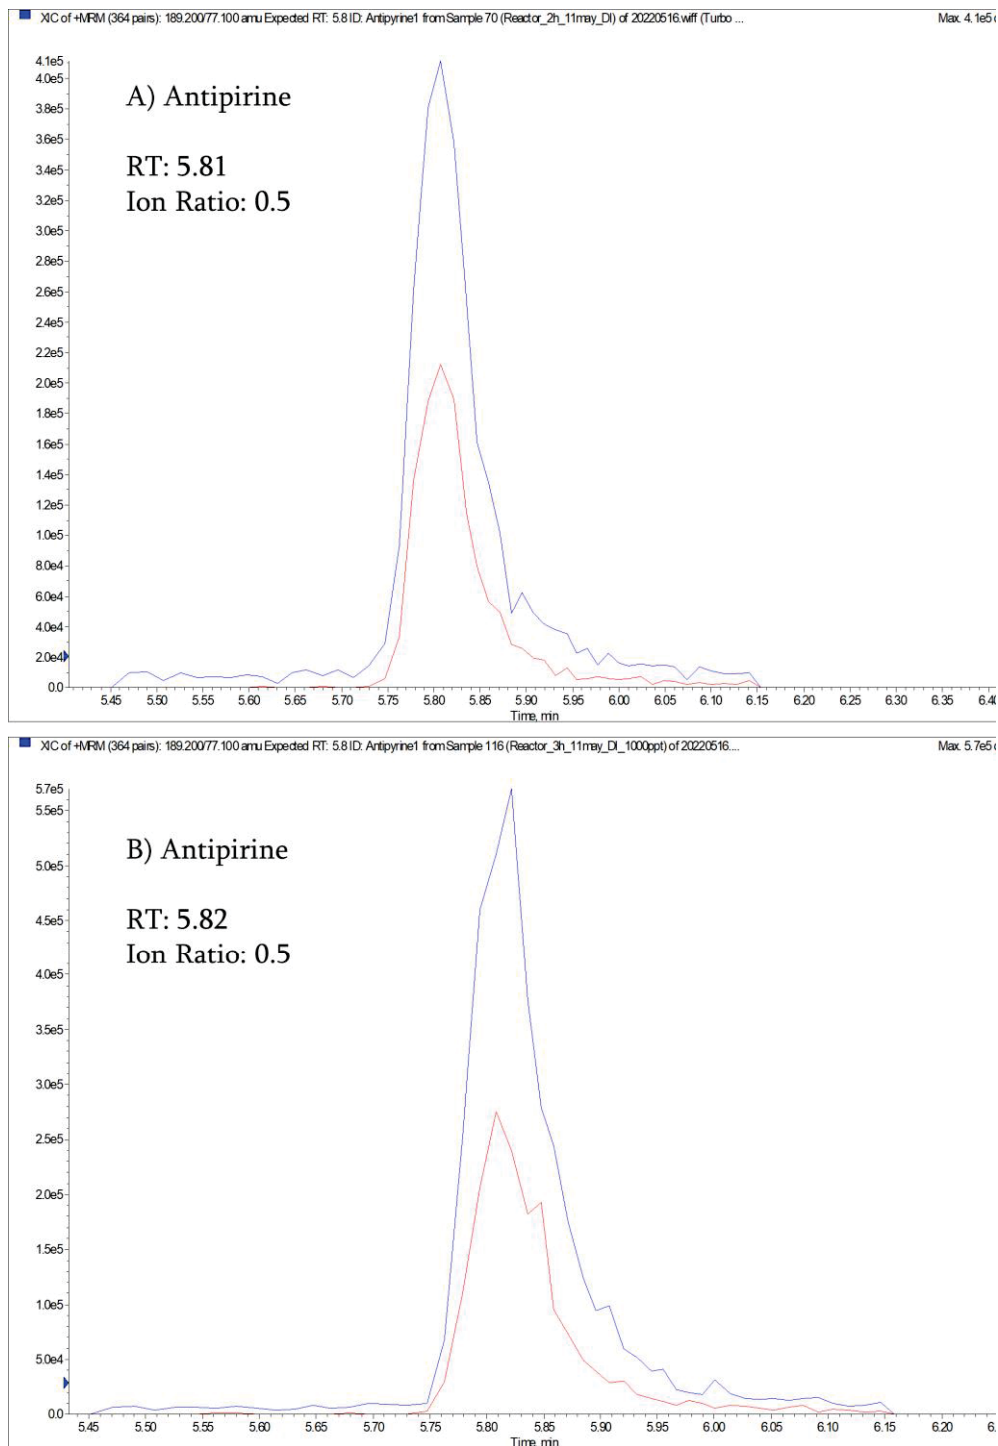 XIC of +MRM (364 pairs): 189.200/77.100 amu Expected RT: 5.8 ID: Antipyrine1 from Sample 70 (Reactor_2h_11may_DI) of 20220516.wiff (Turbo ...
Max. 4.1e5 c
4.1e5
4.0e5
3.8e5
3.6e5
3.4e5
3.2e5
3.0e5
2.8e5
2.6e5
2.4e5
2.2e5
2.0e5
1.8e5
1.6e5
1.4e5
1.2e5
1.0e5
8.0e4
6.0e4
4.0e4
2.0e4
0.0
A) Antipirine
RT: 5.81
Ion Ratio: 0.5
5.45 5.50 5.55 5.60 5.65 5.70 5.75 5.80 5.85 5.90 5.95 6.00 6.05 6.10 6.15 6.20 6.25 6.30 6.35 6.40
Time, min
XIC of +MRM (364 pairs): 189.200/77.100 amu Expected RT: 5.8 ID: Antipyrine1 from Sample 116 (Reactor_3h_11may_DI_1000ppt) of 20220516....
Max. 5.7e5 c
5.7e5
5.5e5
5.0e5
4.5e5
4.0e5
3.5e5
3.0e5
2.5e5
2.0e5
1.5e5
1.0e5
5.0e4
0.0
B) Antipirine
RT: 5.82
Ion Ratio: 0.5
5.45 5.50 5.55 5.60 5.65 5.70 5.75 5.80 5.85 5.90 5.95 6.00 6.05 6.10 6.15 6.20 6.2
Time, min